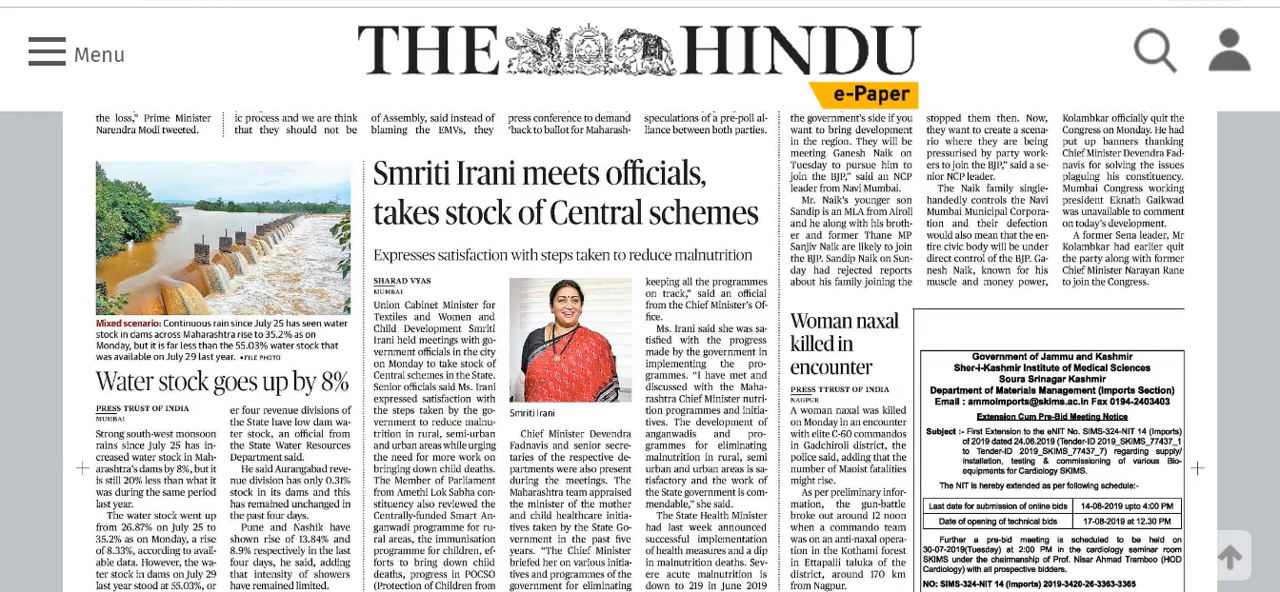 Menu
THE HINDU
e-Paper
the loss,” Prime Minister
Narendra Modi tweeted.
ic process and we are think
that they should not be
of Assembly, said instead of
blaming the EMVs, they
press conference to demand
‘back to ballot for Maharash-
speculations of a pre-poll al-
liance between both parties.
Mixed scenario: Continuous rain since July 25 has seen water
stock in dams across Maharashtra rise to 35.2% as on
Monday, but it is far less than the 55.03% water stock that
was available on July 29 last year. • FILE PHOTO
Water stock goes up by 8%
PRESS TRUST OF INDIA
MUMBAI
Strong south-west monsoon
rains since July 25 has in-
creased water stock in Mah-
arashtra's dams by 8%, but it
is still 20% less than what it
was during the same period
last year.
The water stock went up
from 26.87% on July 25 to
35.2% as on Monday, a rise
of 8.33%, according to avail-
able data. However, the wa-
ter stock in dams on July 29
last year stood at 55.03%, or
er four revenue divisions of
the State have low dam wa-
ter stock, an official from
the State Water Resources
Department said.
He said Aurangabad reve-
nue division has only 0.31%
stock in its dams and this
has remained unchanged in
the past four days.
Pune and Nashik have
shown rise of 13.84% and
8.9% respectively in the last
four days, he said, adding
that intensity of showers
have remained limited.
Smriti Irani meets officials,
takes stock of Central schemes
Expresses satisfaction with steps taken to reduce malnutrition
SHARAD VYAS
MUMBAI
Union Cabinet Minister for
Textiles and Women and
Child Development Smriti
Irani held meetings with go-
vernment officials in the city
on Monday to take stock of
Central schemes in the State.
Senior officials said Ms. Irani
expressed satisfaction with
the steps taken by the go-
vernment to reduce malnu-
trition in rural, semi-urban
and urban areas while urging
the need for more work on
bringing down child deaths.
The Member of Parliament
from Amethi Lok Sabha con-
stituency also reviewed the
Centrally-funded Smart An-
ganwadi programme for ru-
ral areas, the immunisation
programme for children, ef-
forts to bring down child
deaths, progress in POCSO
(Protection of Children from
Smriti Irani
Chief Minister Devendra
Fadnavis and senior secre-
taries of the respective de-
partments were also present
during the meetings. The
Maharashtra team appraised
the minister of the mother
and child healthcare initia-
tives taken by the State Go-
vernment in the past five
years. “The Chief Minister
briefed her on various initia-
tives and programmes of the
government for eliminating
keeping all the programmes
on track,” said an official
from the Chief Minister's Of-
fice.
Ms. Irani said she was sa-
tisfied with the progress
made by the government in
implementing the pro-
grammes. “I have met and
discussed with the Maha-
rashtra Chief Minister nutri-
tion programmes and initia-
tives. The development of
anganwadis and pro-
grammes for eliminating
malnutrition in rural, semi
urban and urban areas is sa-
tisfactory and the work of
the State government is com-
mendable,“she said.
The State Health Minister
had last week announced
successful implementation
of health measures and a dip
in malnutrition deaths. Sev-
ere acute malnutrition is
down to 219 in June 2019
the government's side if you
want to bring development
in the region. They will be
meeting Ganesh Naik on
Tuesday to pursue him to
join the BJP,” said an NCP
leader from Navi Mumbai.
Mr. Naik's younger son
Sandip is an MLA from Airoli
and he along with his broth-
er and former Thane MP
Sanjiv Naik are likely to join
the BJP. Sandip Naik on Sun-
day had rejected reports
about his family joining the
stopped them then. Now,
they want to create a scena-
rio where they are being
pressurised by party work-
ers to join the BJP,” said a se-
nior NCP leader.
The Naik family single-
handedly controls the Navi
Mumbai Municipal Corpora-
tion and their defection
would also mean that the en-
tire civic body will be under
direct control of the BJP. Ga-
nesh Naik, known for his
muscle and money power,
Kolambkar officially quit the
Congress on Monday. He had
put up banners thanking
Chief Minister Devendra Fad-
navis for solving the issues
plaguing his constituency.
Mumbai Congress working
president Eknath Gaikwad
was unavailable to comment
on today's development.
A former Sena leader, Mr
Kolambkar had earlier quit
the party along with former
Chief Minister Narayan Rane
to join the Congress.
Woman naxal
killed in
encounter
PRESS TTRUST OF INDIA
NAGPUR
A woman naxal was killed
on Monday in an encounter
with elite C-60 commandos
in Gadchiroli district, the
police said, adding that the
number of Maoist fatalities
might rise.
As per preliminary infor-
mation, the gun-battle
broke out around 12 noon
when a commando team
was on an anti-naxal opera-
tion in the Kothami forest
in Ettapalli taluka of the
district, around 170 km
from Nagpur.
Government of Jammu and Kashmir
Sher-i-Kashmir Institute of Medical Sciences
Soura Srinagar Kashmir
Department of Materials Management (Imports Section)
Email : ammoimports@skims.ac.in Fax 0194-2403403
Extension Cum Pre-Bid Meeting Notice
Subject :- First Extension to the eNIT No. SIMS-324-NIT 14 (Imports)
of 2019 dated 24.06.2019 (Tender-ID 2019_SKIMS_77437_1
to Tender-ID 2019_SKIMS_77437_7) regarding supply/
installation, testing & commissioning of various Bio-
equipments for Cardiology SKIMS.
The NIT is hereby extended as per following schedule:-
Last date for submission of online bids 14-08-2019 upto 4:00 PM
Date of opening of technical bids 17-08-2019 at 12.30 PM
Further a pre-bid meeting is scheduled to be held on
30-07-2019(Tuesday) at 2:00 PM in the cardiology seminar room
SKIMS under the chairmanship of Prof. Nisar Ahmad Tramboo (HOD
Cardiology) with all prospective bidders.
NO: SIMS-324-NIT 14 (Imports) 2019-3420-26-3363-3365